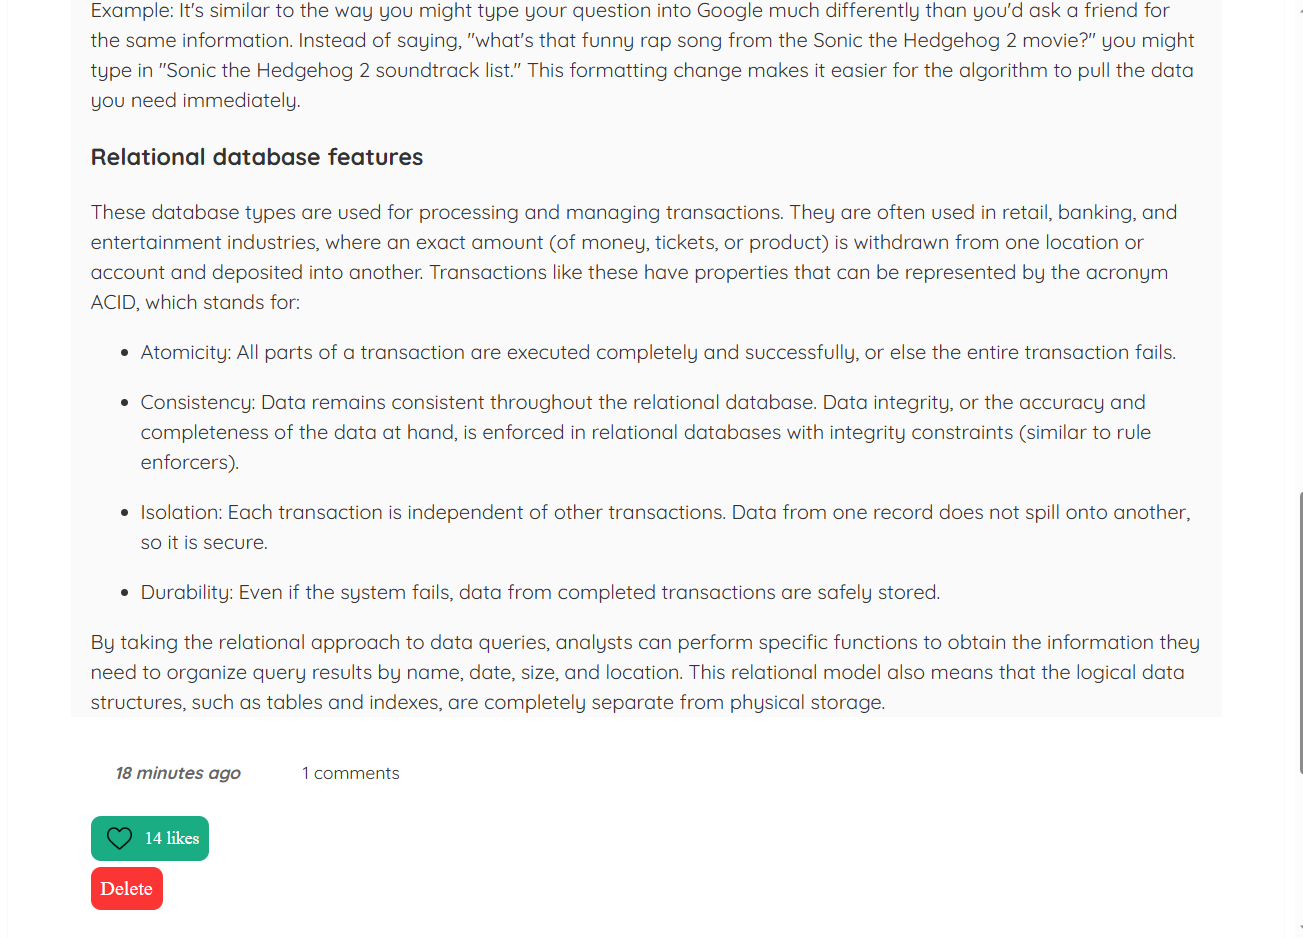 Example: It's similar to the way you might type your question into Google much differently than you'd ask a friend for
the same information. Instead of saying, "what's that funny rap song from the Sonic the Hedgehog 2 movie?" you might
type in "Sonic the Hedgehog 2 soundtrack list." This formatting change makes it easier for the algorithm to pull the data
you need immediately.
Relational database features
These database types are used for processing and managing transactions. They are often used in retail, banking, and
entertainment industries, where an exact amount (of money, tickets, or product) is withdrawn from one location or
account and deposited into another. Transactions like these have properties that can be represented by the acronym
ACID, which stands for:
• Atomicity: All parts of a transaction are executed completely and successfully, or else the entire transaction fails.
• Consistency: Data remains consistent throughout the relational database. Data integrity, or the accuracy and
completeness of the data at hand, is enforced in relational databases with integrity constraints (similar to rule
enforcers).
• Isolation: Each transaction is independent of other transactions. Data from one record does not spill onto another,
so it is secure.
• Durability: Even if the system fails, data from completed transactions are safely stored.
By taking the relational approach to data queries, analysts can perform specific functions to obtain the information they
need to organize query results by name, date, size, and location. This relational model also means that the logical data
structures, such as tables and indexes, are completely separate from physical storage.
18 minutes ago 1 comments
14 likes
Delete